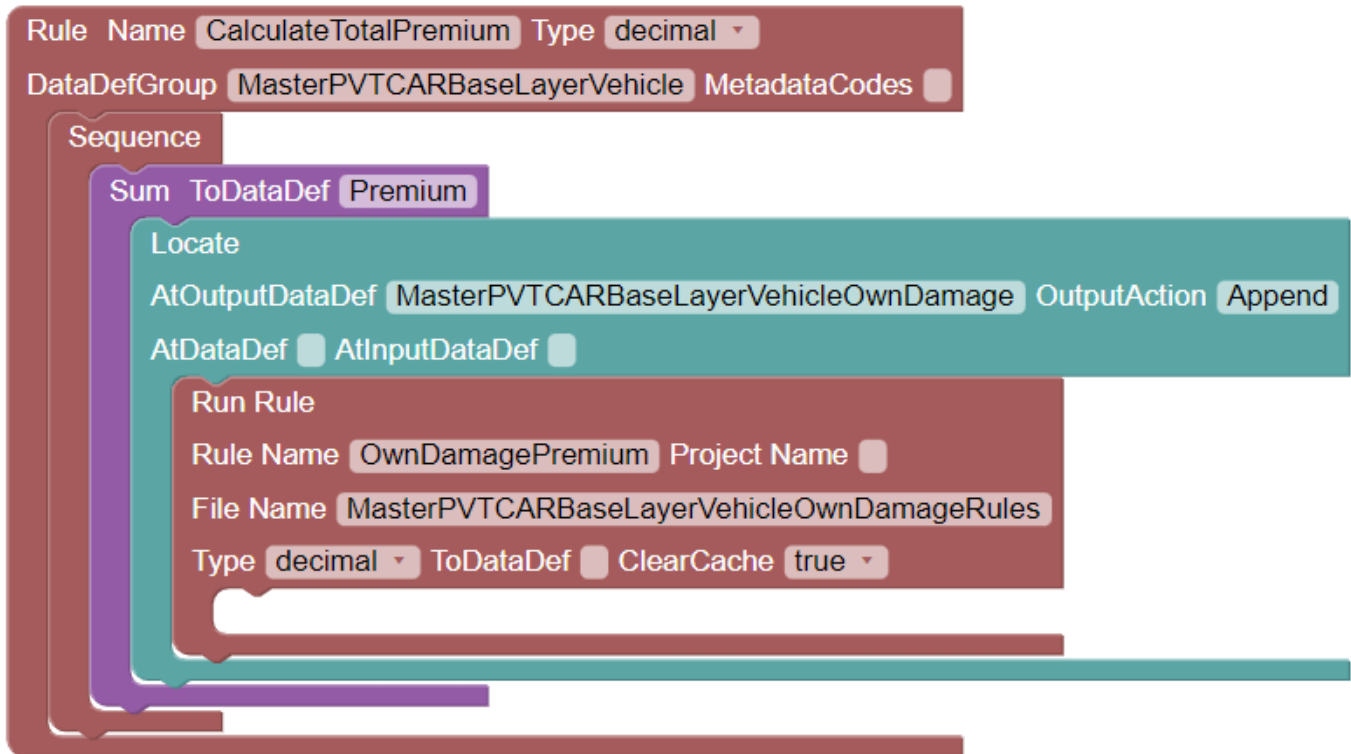 Rule Name CalculateTotalPremium Type decimal
DataDefGroup MasterPVTCARBaseLayerVehicle MetadataCodes
Sequence
Sum ToDataDef Premium
Locate
AtOutputDataDef MasterPVTCARBaseLayerVehicleOwnDamage OutputAction Append
AtDataDef AtInputDataDef
Run Rule
Rule Name OwnDamagePremium Project Name
File Name MasterPVTCARBaseLayerVehicleOwnDamageRules
Type decimal ToDataDef ClearCache true